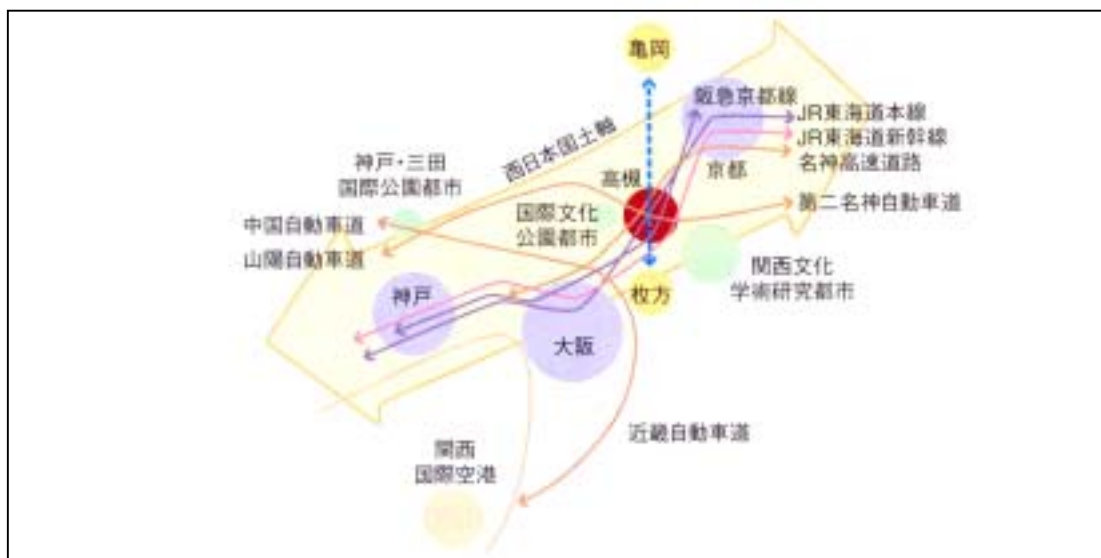 亀岡
阪急京都線
JR東海道本線
JR東海道新幹線
名神高速道路
西日本国土軸
神戸・三田
国際公園都市
京都
高槻
国際文化
公園都市
第二名神自動車道
中国自動車道
山陽自動車道
関西文化
学術研究都市
神戸
枚方
大阪
近畿自動車道
関西
国際空港